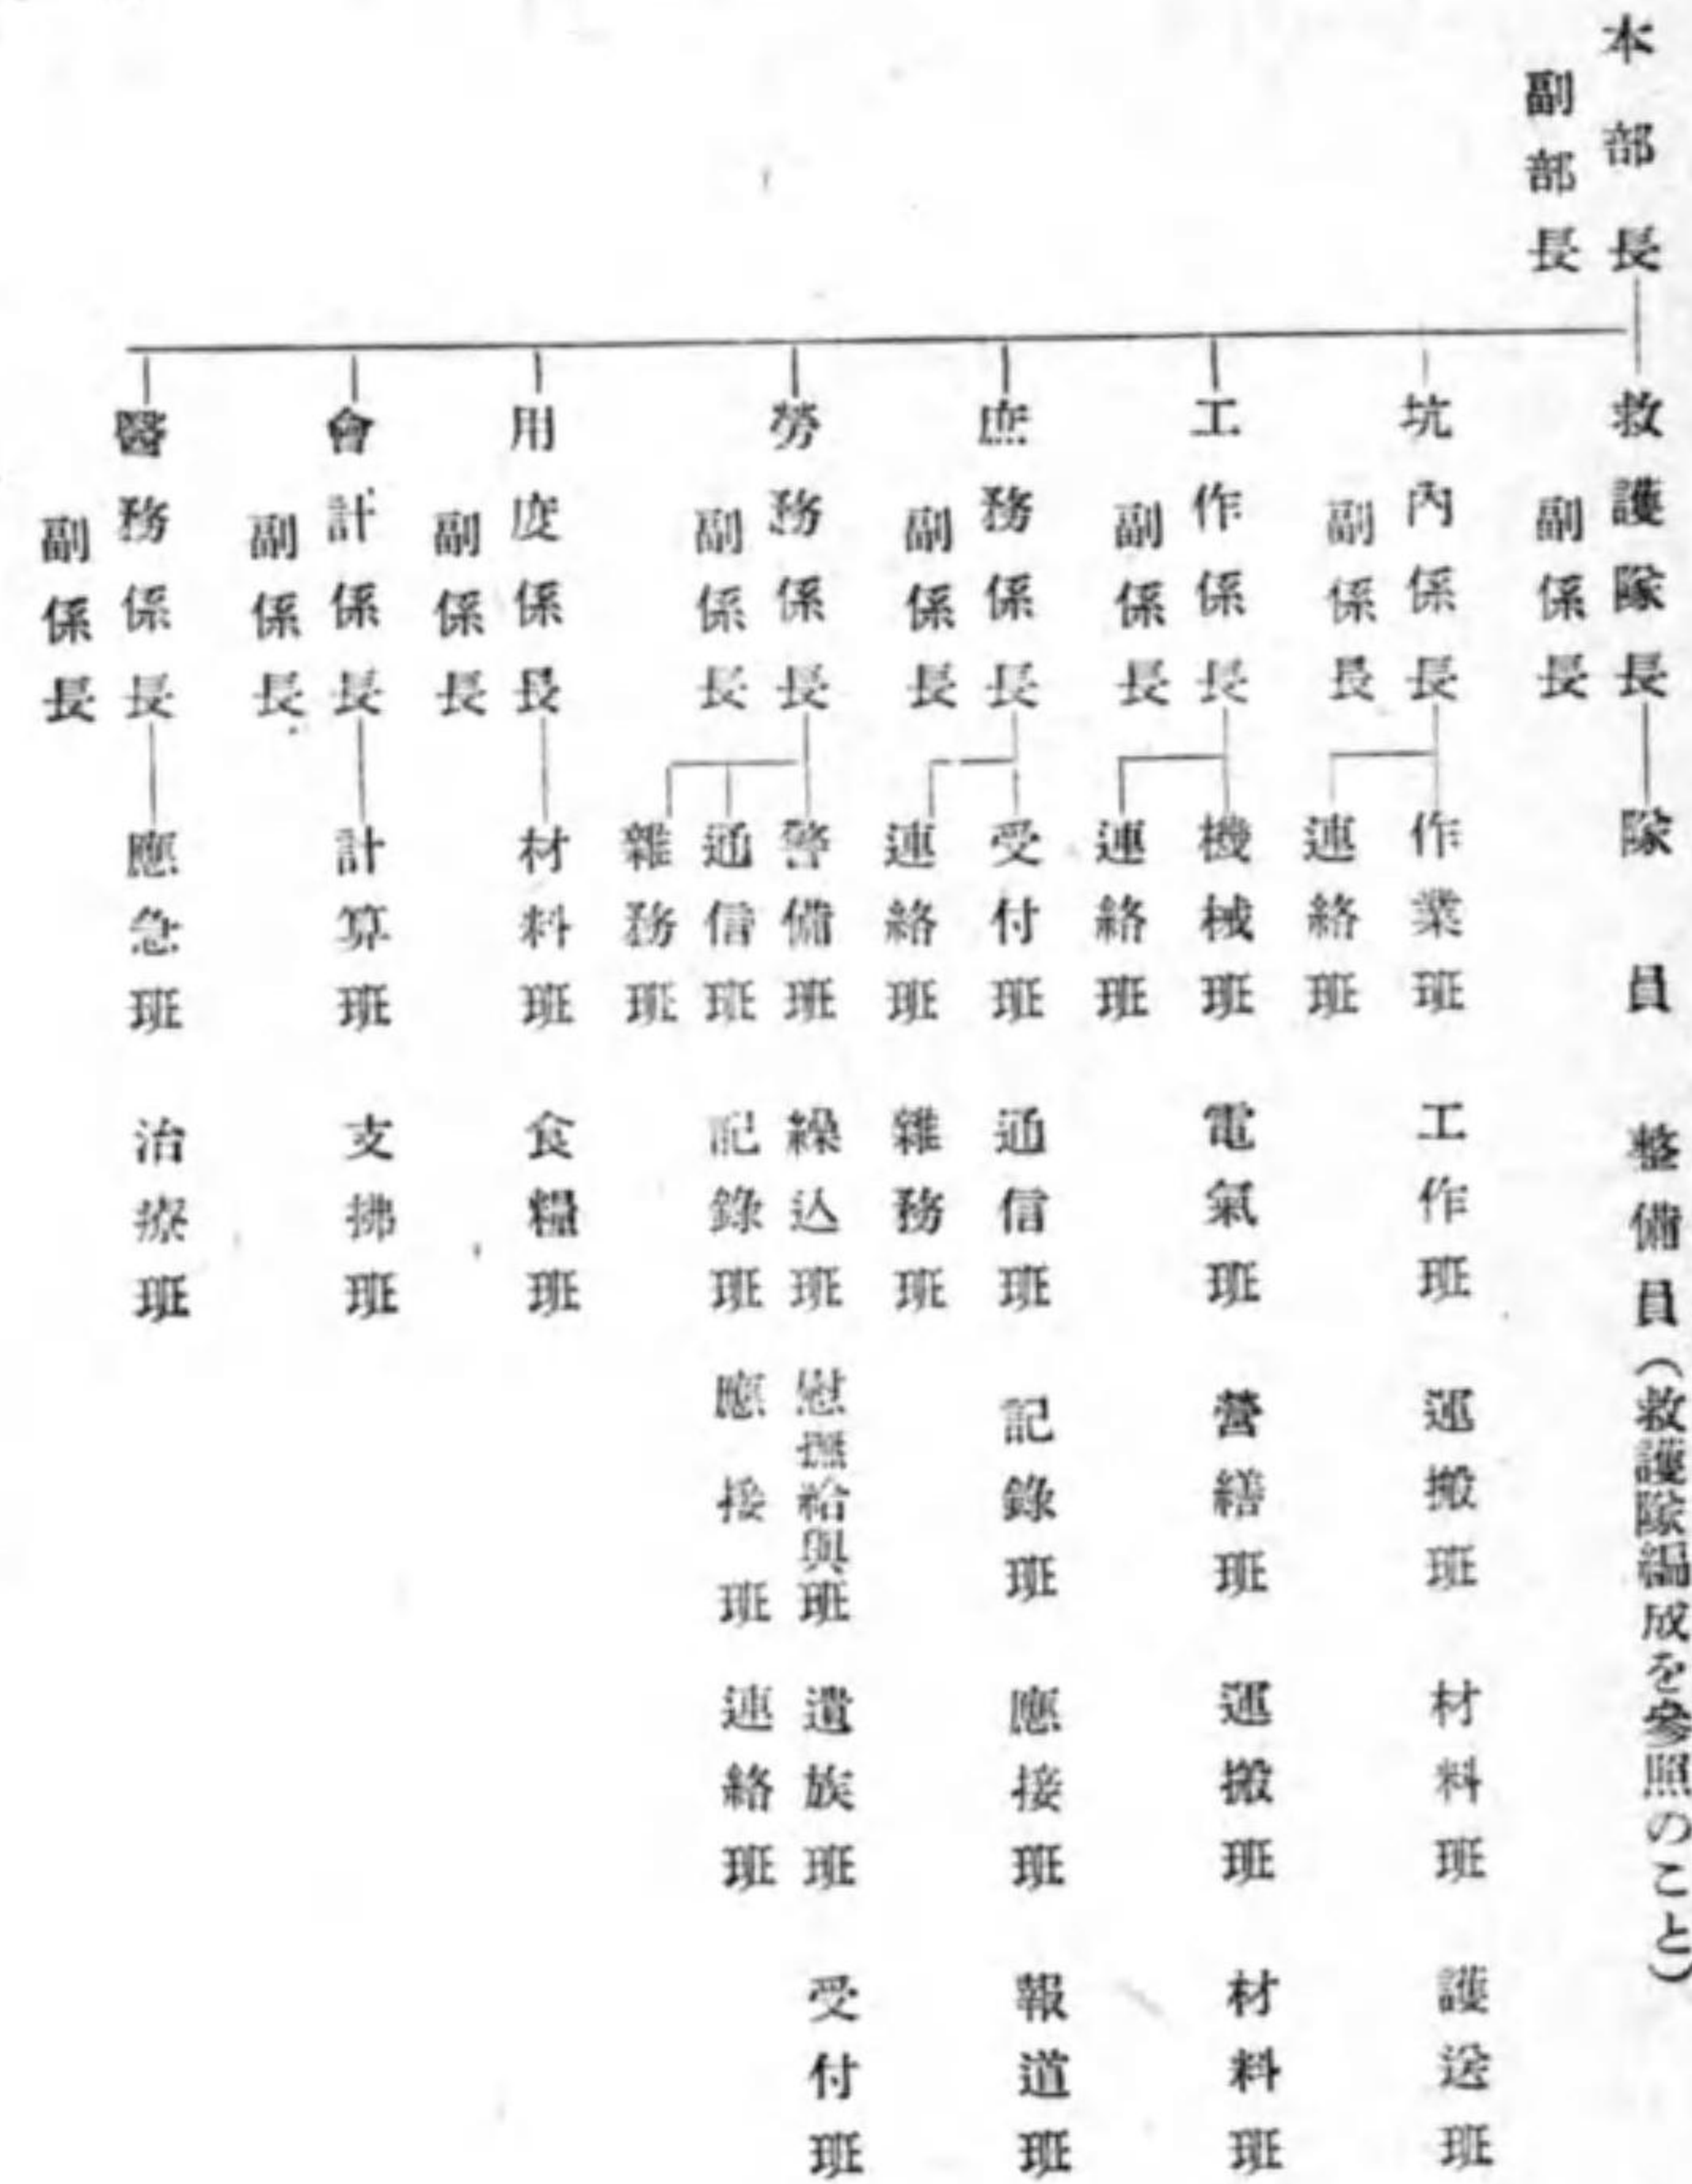 本部長
副部長
救護隊長
副係長
隊員 整備員(救護隊編成を參照のこと)
坑內係長
副係長
作業班 工作班 運搬班 材料班 護送班
連絡班
工作係長
副係長
機械班 電氣班 營繕班 運搬班 材料班
連絡班
庶務係長
副係長
受付班 通信班 記錄班 應接班 報道班
連絡班 雜務班
勞務係長
副係長
警備班 繰込班 慰撫給與班 遺族班 受付班
通信班 記錄班 應接班 連絡班
雜務班
用度係長
副係長
材料班 食糧班
會計係長
副係長
計算班 支拂班
醫務係長
副係長
應急班 治療班